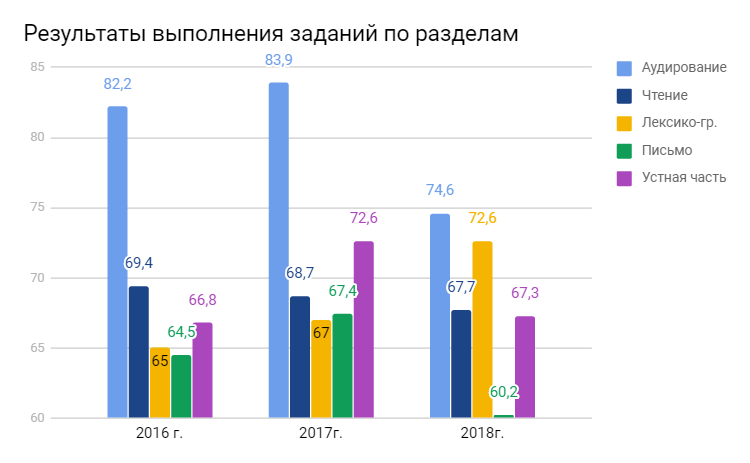 Результаты выполнения заданий по разделам
85
80
75
70
65
60
82,2
69,4
65
64,5
66,8
83,9
68,7
67
67,4
72,6
74,6
67,7
72,6
60,2
67,3
2016 г.
2017г.
2018г.
Аудирование
Чтение
Лексико-гр.
Письмо
Устная часть